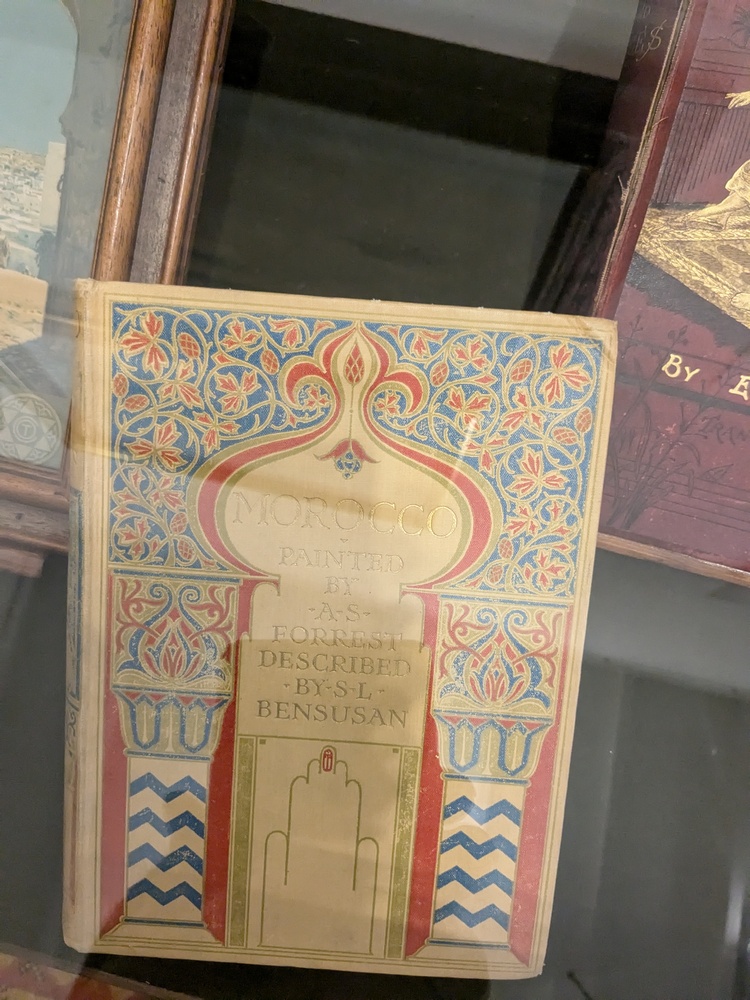 MOROCCO
PAINTED
BY
·A·S·
FORREST
DESCRIBED
·BY·S·L·
BENSUSAN
BY E